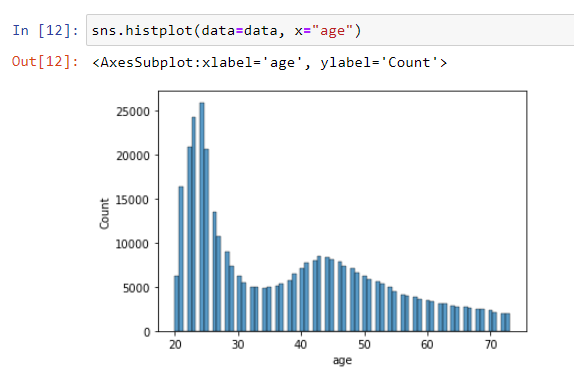 In [12]: sns.histplot(data=data, x="age")
Out[12]: <AxesSubplot:xlabel='age', ylabel='Count'>
25000
20000
15000
10000
5000
0
Count
20 30 40 50 60 70
age